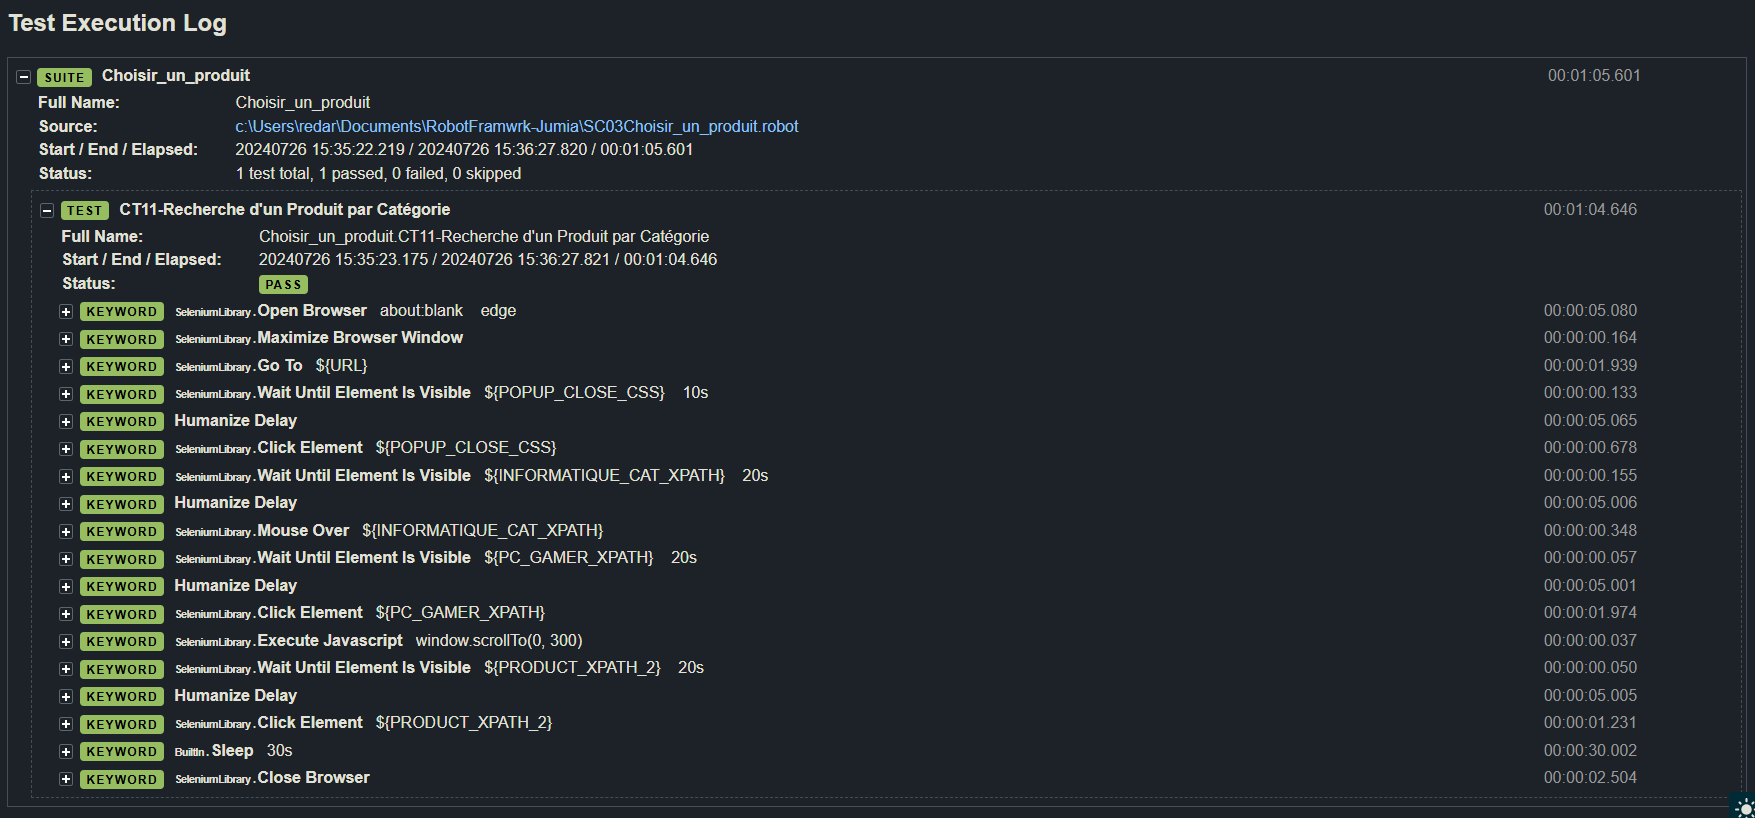 Test Execution Log
SUITE Choisir_un_produit 00:01:05.601
Full Name: Choisir_un_produit
Source: c:\Users\redar\Documents\RobotFramwrk-Jumia\SC03Choisir_un_produit.robot
Start / End / Elapsed: 20240726 15:35:22.219 / 20240726 15:36:27.820 / 00:01:05.601
Status: 1 test total, 1 passed, 0 failed, 0 skipped
TEST CT11-Recherche d'un Produit par Catégorie 00:01:04.646
Full Name: Choisir_un_produit.CT11-Recherche d'un Produit par Catégorie
Start / End / Elapsed: 20240726 15:35:23.175 / 20240726 15:36:27.821 / 00:01:04.646
Status: PASS
KEYWORD SeleniumLibrary.Open Browser about:blank edge 00:00:05.080
KEYWORD SeleniumLibrary.Maximize Browser Window 00:00:00.164
KEYWORD SeleniumLibrary.Go To ${URL} 00:00:01.939
KEYWORD SeleniumLibrary.Wait Until Element Is Visible ${POPUP_CLOSE_CSS} 10s 00:00:00.133
KEYWORD Humanize Delay 00:00:05.065
KEYWORD SeleniumLibrary.Click Element ${POPUP_CLOSE_CSS} 00:00:00.678
KEYWORD SeleniumLibrary.Wait Until Element Is Visible ${INFORMATIQUE_CAT_XPATH} 20s 00:00:00.155
KEYWORD Humanize Delay 00:00:05.006
KEYWORD SeleniumLibrary.Mouse Over ${INFORMATIQUE_CAT_XPATH} 00:00:00.348
KEYWORD SeleniumLibrary.Wait Until Element Is Visible ${PC_GAMER_XPATH} 20s 00:00:00.057
KEYWORD Humanize Delay 00:00:05.001
KEYWORD SeleniumLibrary.Click Element ${PC_GAMER_XPATH} 00:00:01.974
KEYWORD SeleniumLibrary.Execute Javascript window.scrollTo(0, 300) 00:00:00.037
KEYWORD SeleniumLibrary.Wait Until Element Is Visible ${PRODUCT_XPATH_2} 20s 00:00:00.050
KEYWORD Humanize Delay 00:00:05.005
KEYWORD SeleniumLibrary.Click Element ${PRODUCT_XPATH_2} 00:00:01.231
KEYWORD BuiltIn.Sleep 30s 00:00:30.002
KEYWORD SeleniumLibrary.Close Browser 00:00:02.504